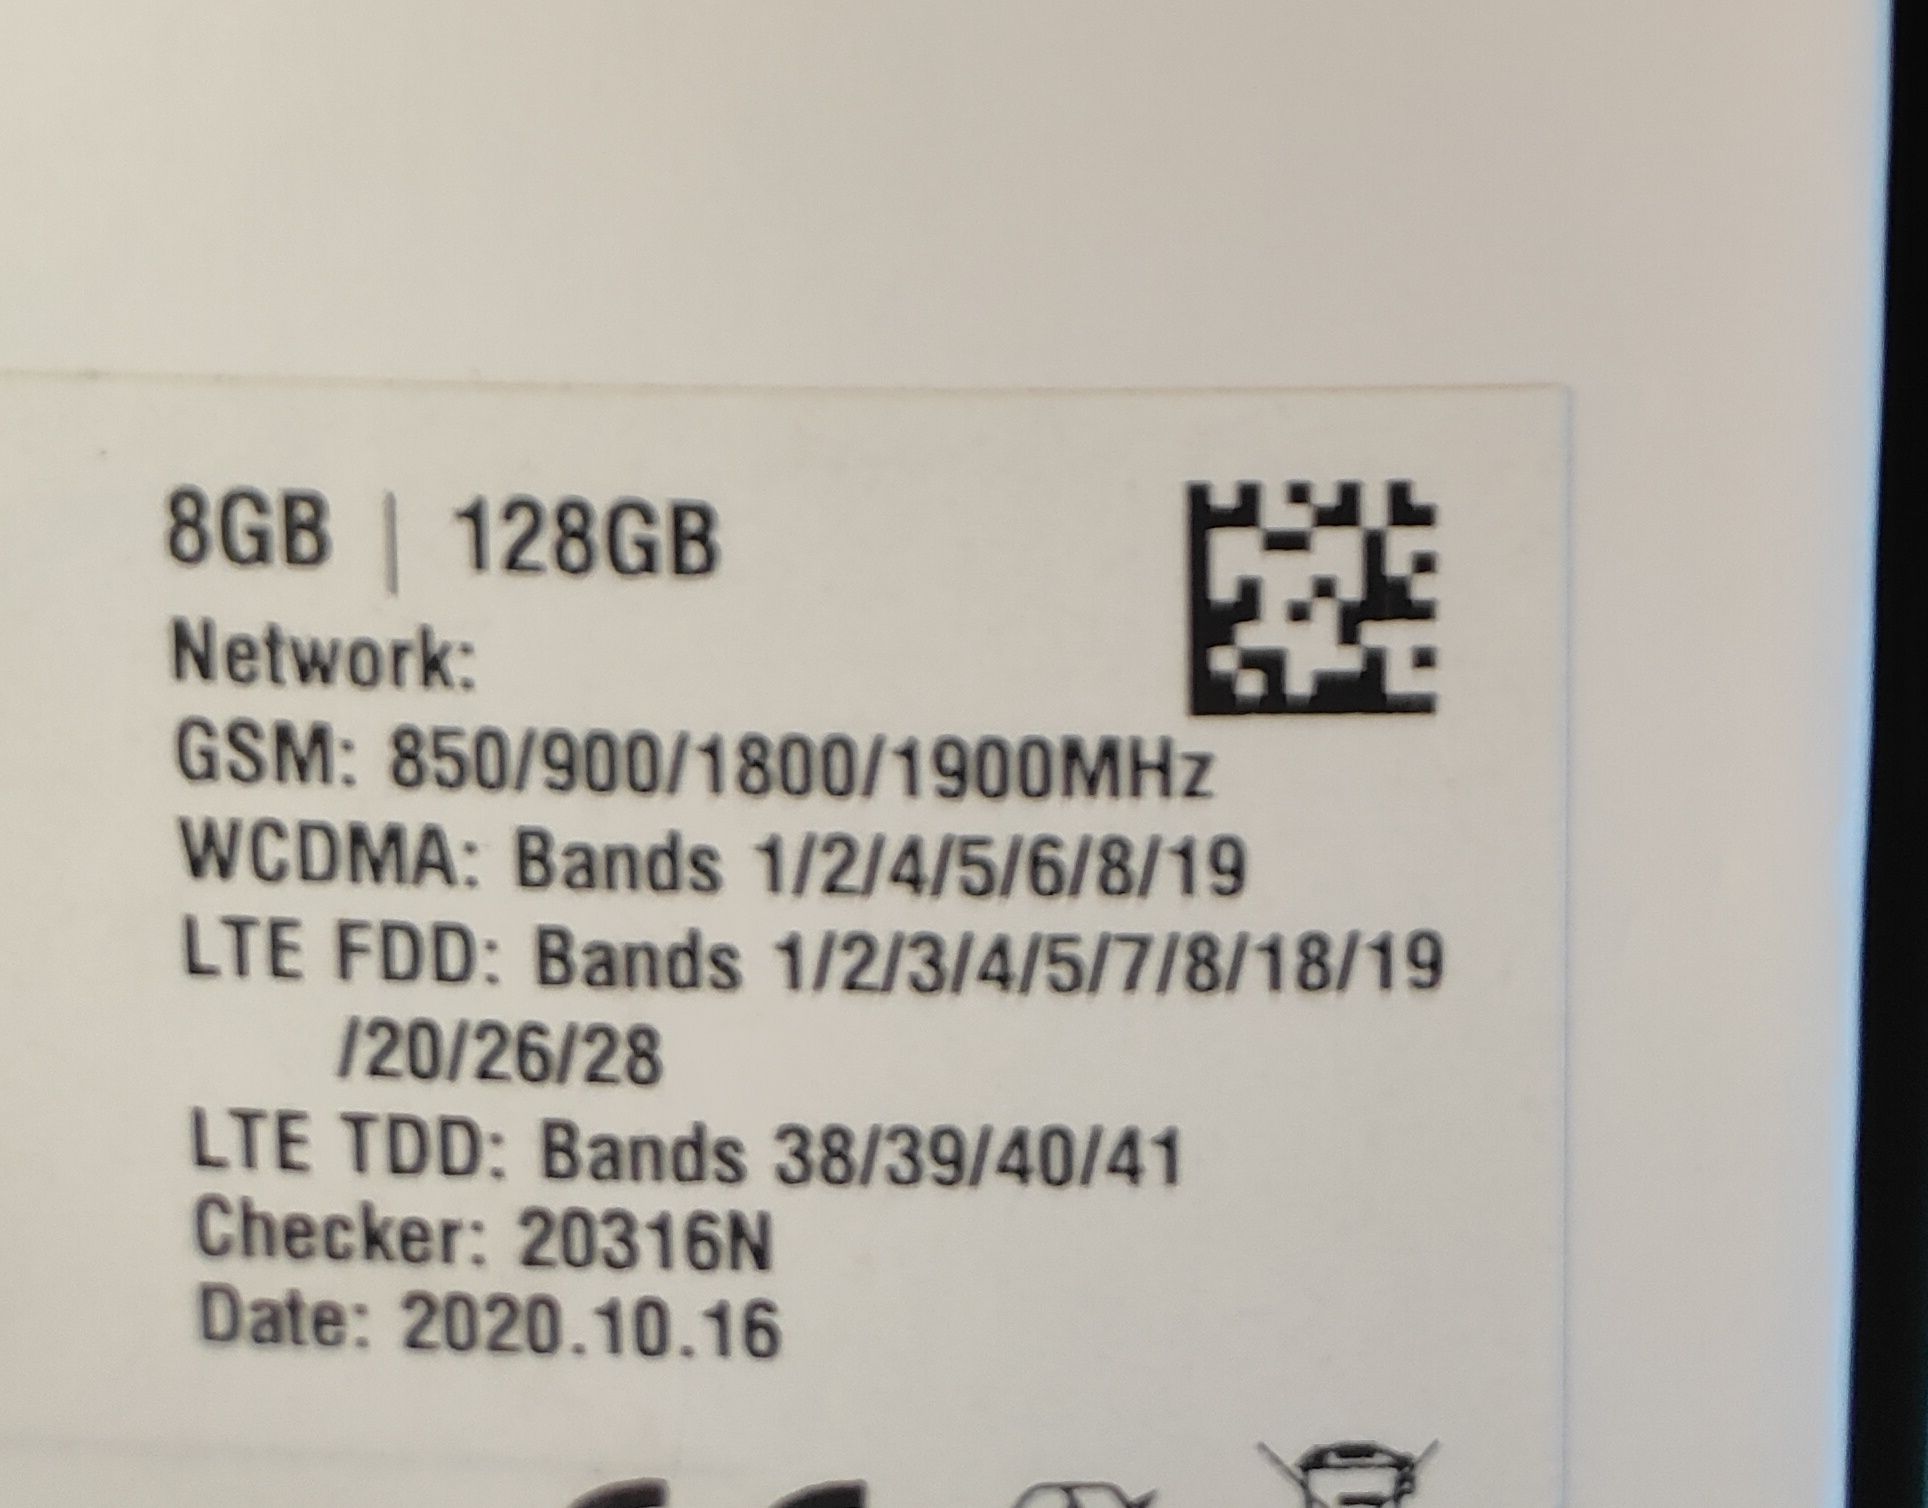 8GB | 128GB
Network:
GSM: 850/900/1800/1900MHz
WCDMA: Bands 1/2/4/5/6/8/19
LTE FDD: Bands 1/2/3/4/5/7/8/18/19
/20/26/28
LTE TDD: Bands 38/39/40/41
Checker: 20316N
Date: 2020.10.16